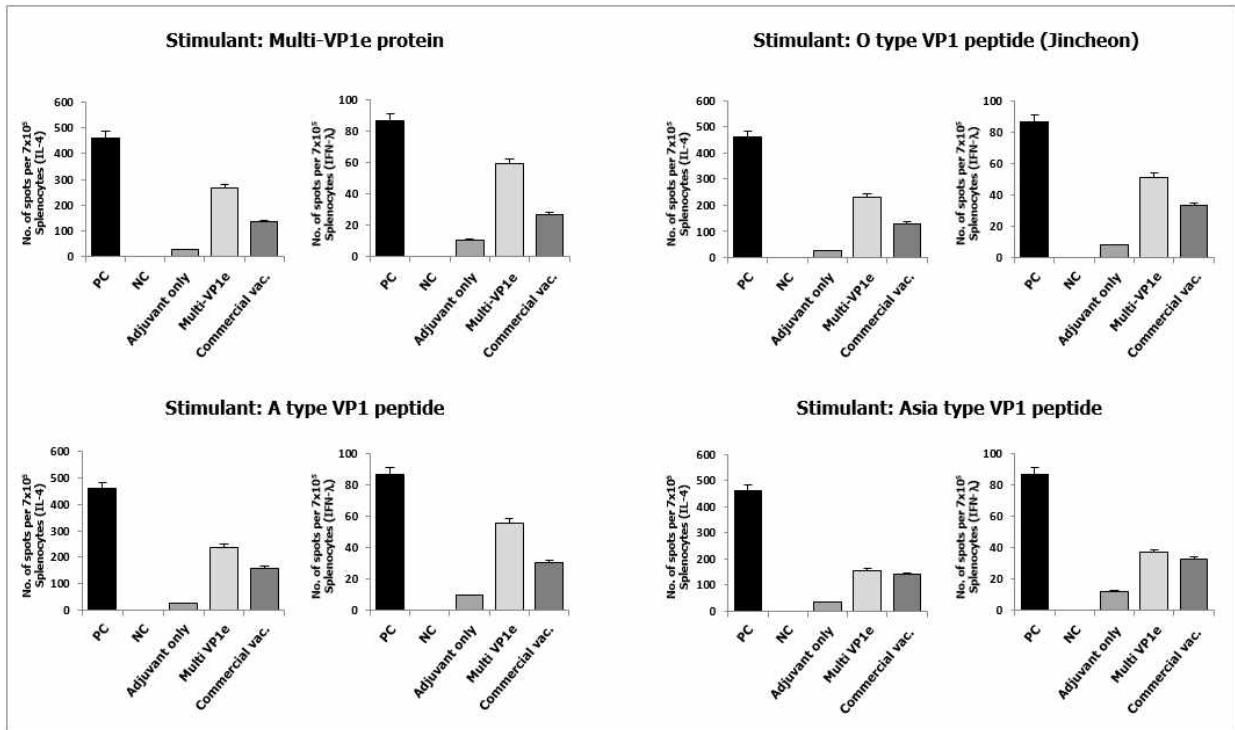 Stimulant: Multi-VP1e protein
No. of spots per 7x10⁵
Splenocytes (IL-4)
600
500
400
300
200
100
0
PC
NC
Adjuvant only
Multi-VP1e
Commercial vac.
No. of spots per 7x10⁵
Splenocytes (IFN-λ)
100
80
60
40
20
0
PC
NC
Adjuvant only
Multi-VP1e
Commercial vac.
Stimulant: O type VP1 peptide (Jincheon)
No. of spots per 7x10⁵
Splenocytes (IL-4)
600
500
400
300
200
100
0
PC
NC
Adjuvant only
Multi-VP1e
Commercial vac.
No. of spots per 7x10⁵
Splenocytes (IFN-λ)
100
80
60
40
20
0
PC
NC
Adjuvant only
Multi-VP1e
Commercial vac.
Stimulant: A type VP1 peptide
No. of spots per 7x10⁵
Splenocytes (IL-4)
600
500
400
300
200
100
0
PC
NC
Adjuvant only
Multi VP1e
Commercial vac.
No. of spots per 7x10⁵
Splenocytes (IFN-λ)
100
80
60
40
20
0
PC
NC
Adjuvant only
Multi VP1e
Commercial vac.
Stimulant: Asia type VP1 peptide
No. of spots per 7x10⁵
Splenocytes (IL-4)
600
500
400
300
200
100
0
PC
NC
Adjuvant only
Multi VP1e
Commercial vac.
No. of spots per 7x10⁵
Splenocytes (IFN-λ)
100
80
60
40
20
0
PC
NC
Adjuvant only
Multi VP1e
Commercial vac.